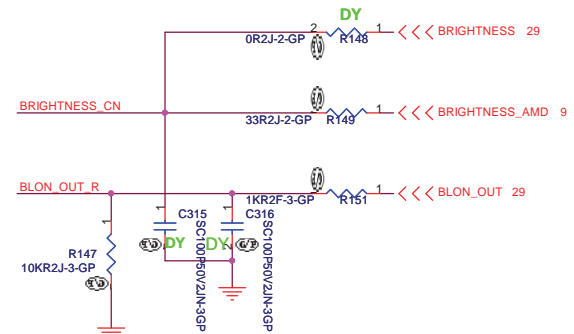 DY
2 1 BRIGHTNESS 29
0R2J-2-GP R148
BRIGHTNESS_CN
1 BRIGHTNESS_AMD 9
33R2J-2-GP R149
BLON_OUT_R
1 BLON_OUT 29
1KR2F-3-GP R151
1 C315 1 C316
SC100P50V2JN-3GP
SC100P50V2JN-3GP
1
DY DY
R147
10KR2J-3-GP